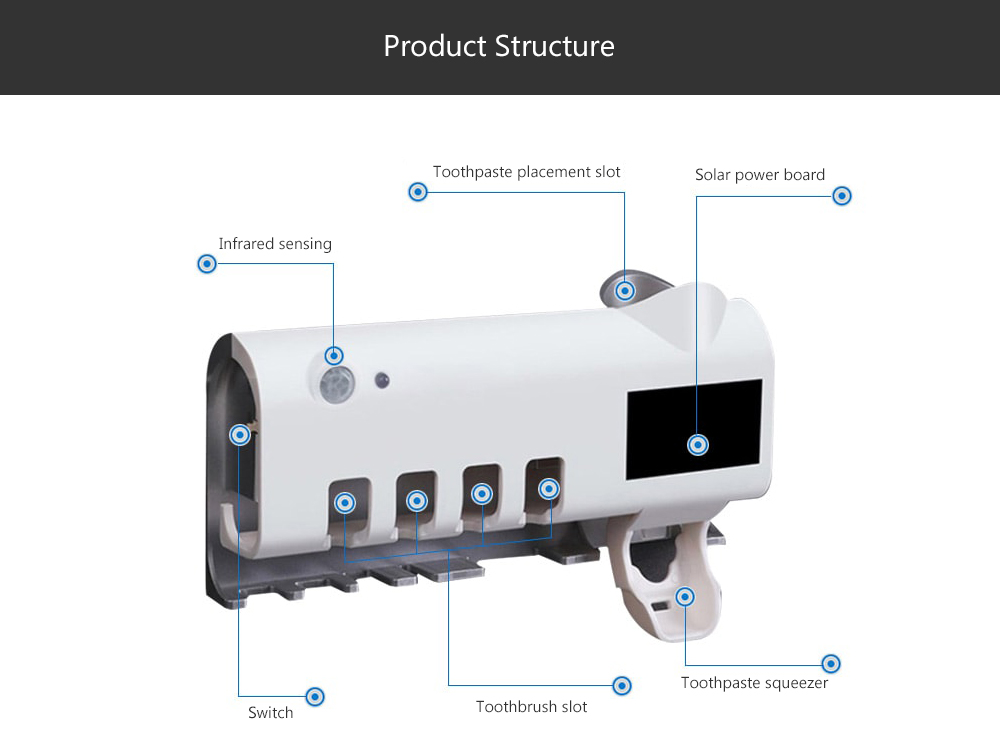 Product Structure
Toothpaste placement slot
Solar power board
Infrared sensing
Toothpaste squeezer
Toothbrush slot
Switch